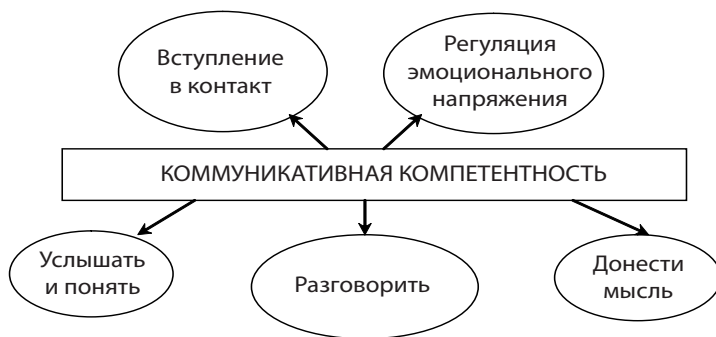 Вступление
в контакт
Регуляция
эмоционального
напряжения
КОММУНИКАТИВНАЯ КОМПЕТЕНТНОСТЬ
Услышать
и понять
Разговорить
Донести
мысль